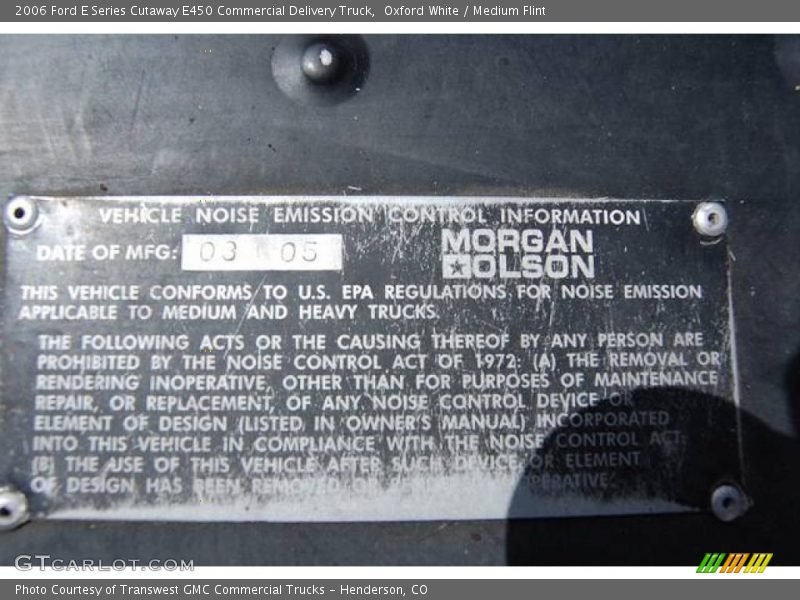 2006 Ford E Series Cutaway E450 Commercial Delivery Truck, Oxford White / Medium Flint
VEHICLE NOISE EMISSION CONTROL INFORMATION
DATE OF MFG: 03 05
MORGAN
OLSON
THIS VEHICLE CONFORMS TO U.S. EPA REGULATIONS FOR NOISE EMISSION
APPLICABLE TO MEDIUM AND HEAVY TRUCKS.
THE FOLLOWING ACTS OR THE CAUSING THEREOF BY ANY PERSON ARE
PROHIBITED BY THE NOISE CONTROL ACT OF 1972: (A) THE REMOVAL OR
RENDERING INOPERATIVE, OTHER THAN FOR PURPOSES OF MAINTENANCE
REPAIR, OR REPLACEMENT, OF ANY NOISE CONTROL DEVICE OR
ELEMENT OF DESIGN (LISTED IN OWNER'S MANUAL) INCORPORATED
INTO THIS VEHICLE IN COMPLIANCE WITH THE NOISE CONTROL ACT;
(B) THE USE OF THIS VEHICLE AFTER SUCH DEVICE OR ELEMENT
OF DESIGN HAS BEEN REMOVED OR INOPERATIVE.
GTCARLOT.COM
Photo Courtesy of Transwest GMC Commercial Trucks - Henderson, CO